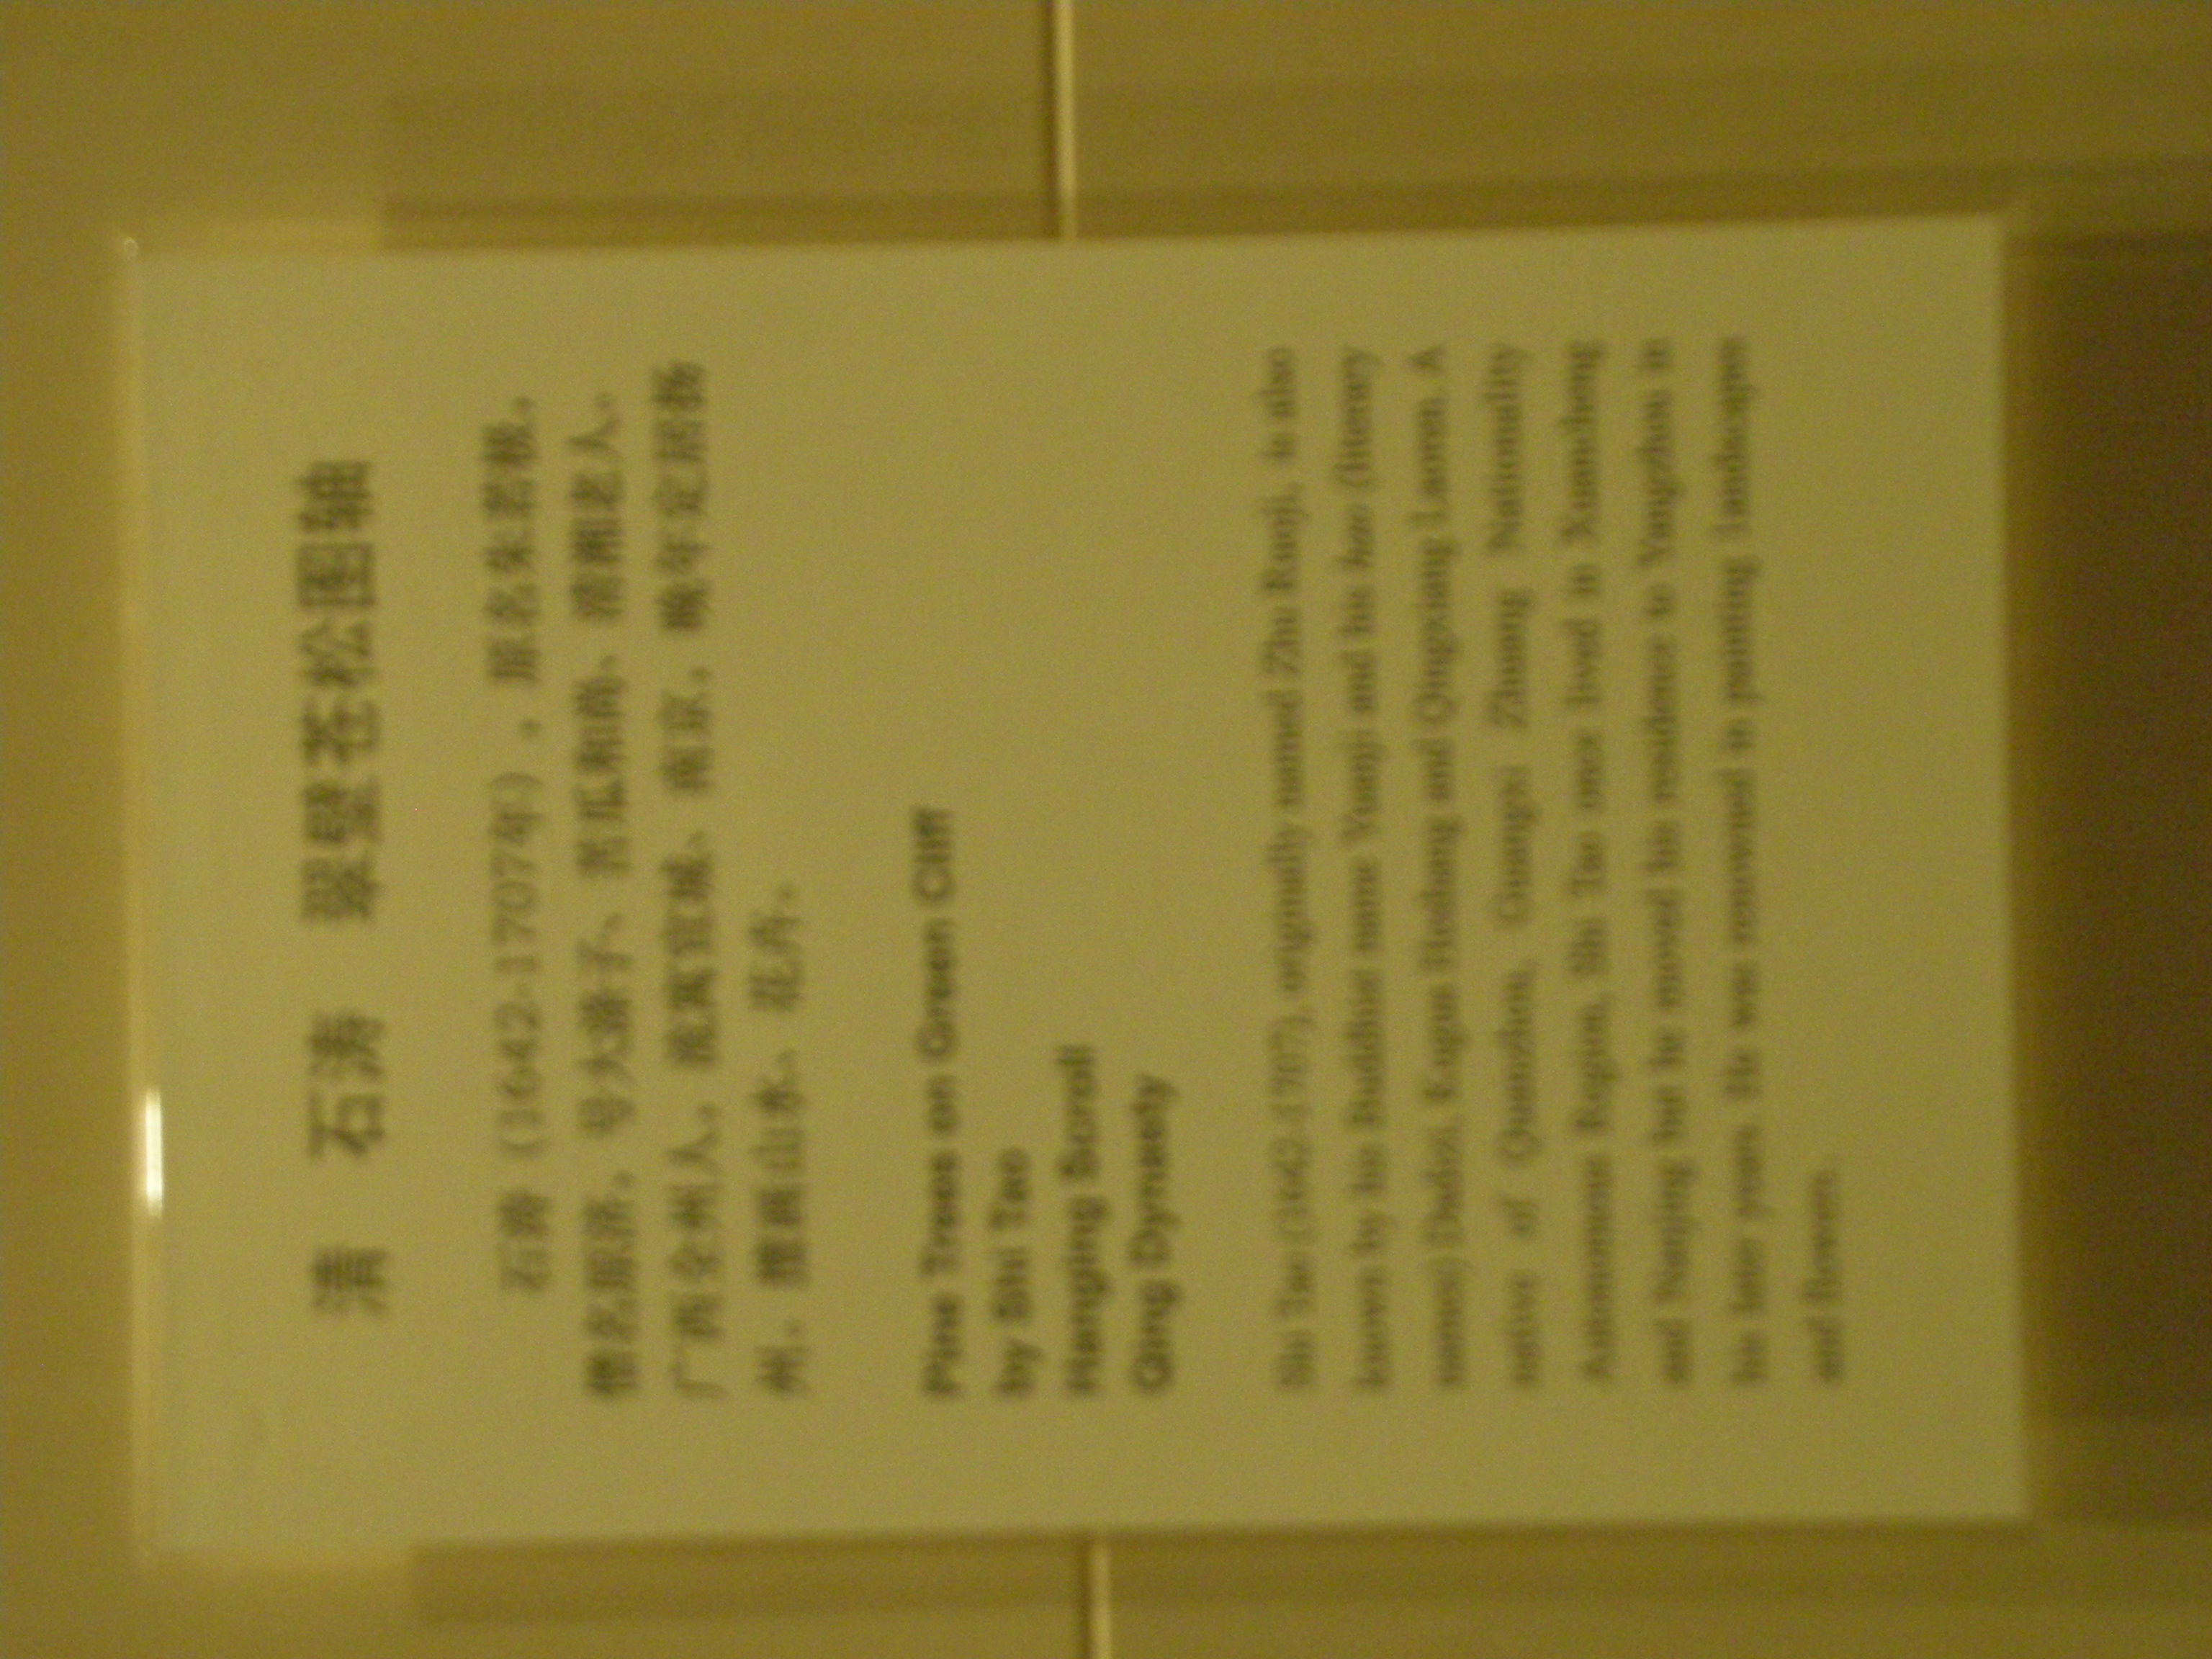 清 石涛 翠壁苍松图轴
石涛（1642-1707年），原名朱若极。
僧名原济。号大涤子、苦瓜和尚、清湘老人。
广西全州人。流寓宣城、南京。晚年定居扬
州。擅画山水、花卉。
Pine Trees on Green Cliff
by Shi Tao
Hanging Scroll
Qing Dynasty
Shi Tao (1642-1707), originally named Zhu Ruoji, is also
known by his Buddhist name Yuanji and his hao (literary
names) Dadizi, Kugua Heshang and Qingxiang Laoren. A
native of Quanzhou, Guangxi Zhuang Nationality
Autonomous Region, Shi Tao once lived in Xuancheng
and Nanjing but he moved his residence to Yangzhou in
his late years. He was renowned in painting landscapes
and flowers.